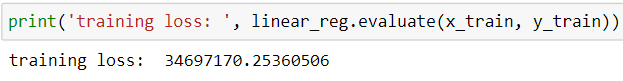 print('training loss: ', linear_reg.evaluate(x_train, y_train))
training loss:  34697170.25360506